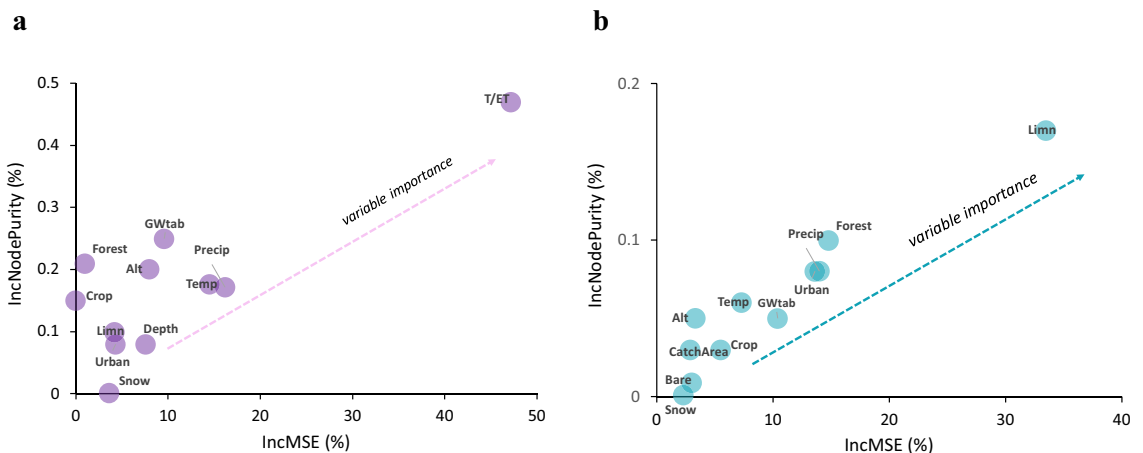 a
0.5
0.4
0.3
0.2
0.1
0
IncNodePurity (%)
T/ET
variable importance
GWtab
Precip
Forest
Alt
Temp
Crop
Limn
Depth
Urban
Snow
0
10
20
30
40
50
IncMSE (%)
b
0.2
0.1
0
IncNodePurity (%)
Limn
variable importance
Forest
Precip
Urban
Temp
GWtab
Alt
CatchArea
Crop
Bare
Snow
0
10
20
30
40
IncMSE (%)